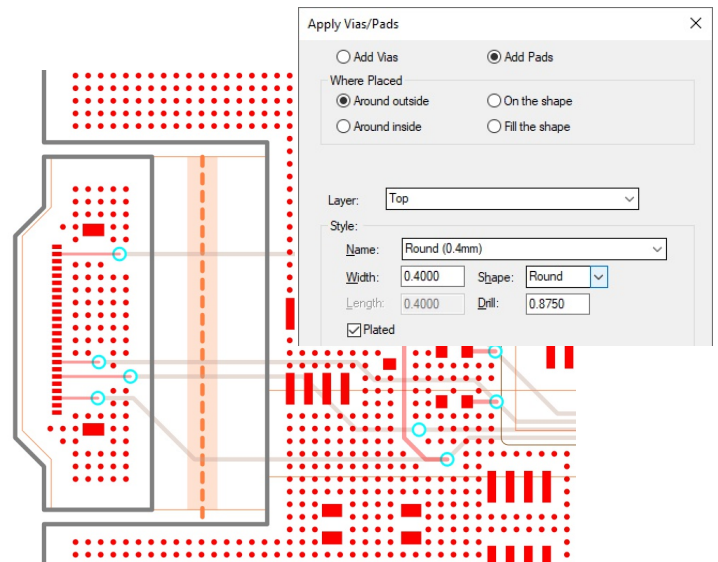 Apply Vias/Pads
Add Vias Add Pads
Where Placed
Around outside On the shape
Around inside Fill the shape
Layer: Top
Style:
Name: Round (0.4mm)
Width: 0.4000 Shape: Round
Length: 0.4000 Drill: 0.8750
Plated